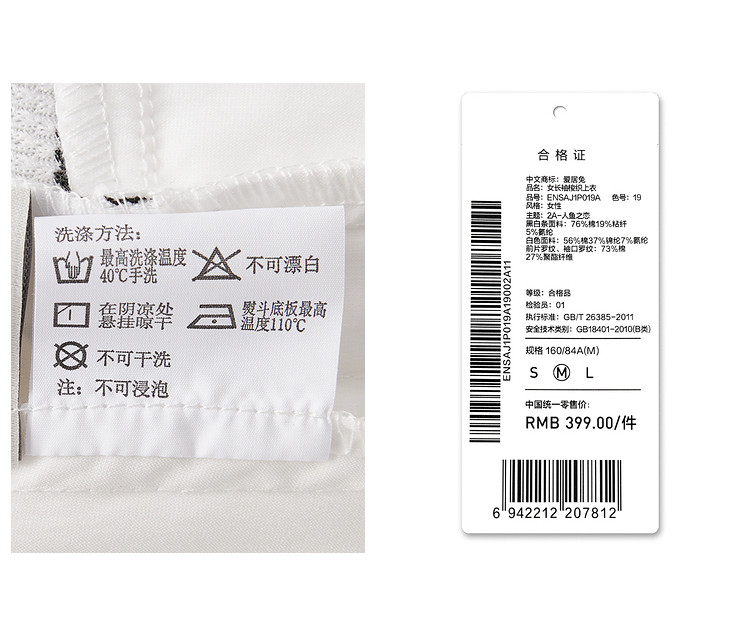 洗涤方法：
最高洗涤温度
40℃手洗
不可漂白
在阴凉处
悬挂晾干
熨斗底板最高
温度110℃
不可干洗
注：不可浸泡
合格证
中文商标：爱居兔
品名：女长袖梭织上衣
品号：ENSAJ1P019A 色号：19
风格：女性
主题：2A-人鱼之恋
黑白条面料：76%棉19%粘纤
5%氨纶
白色面料：56%棉37%锦纶7%氨纶
前片罗纹、袖口罗纹：73%棉
27%聚酯纤维
等级：合格品
检验员：01
执行标准：GB/T 26385-2011
安全技术类别：GB18401-2010(B类)
规格 160/84A(M)
S M L
中国统一零售价：
RMB 399.00/件
ENSAJ1P019A19002A11
6 942212 207812